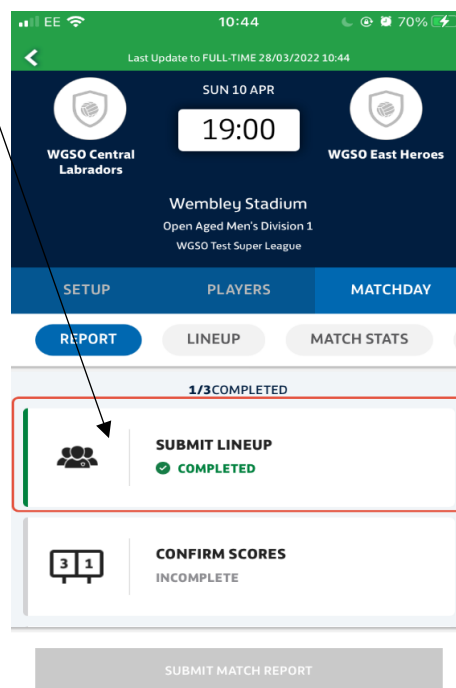 EE 10:44 70%
Last Update to FULL-TIME 28/03/2022 10:44
SUN 10 APR
19:00
WGSO Central
Labradors
WGSO East Heroes
Wembley Stadium
Open Aged Men's Division 1
WGSO Test Super League
SETUP PLAYERS MATCHDAY
REPORT LINEUP MATCH STATS
1/3COMPLETED
SUBMIT LINEUP
COMPLETED
3 1
CONFIRM SCORES
INCOMPLETE
SUBMIT MATCH REPORT